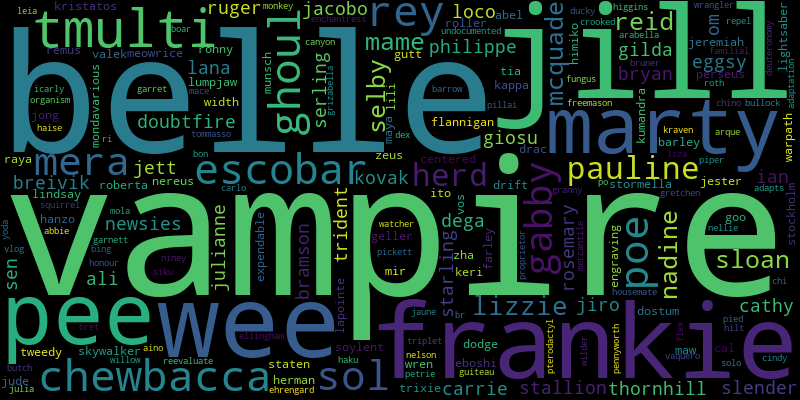 belle
jill
vampire
frankie
pee
wee
marty
escobar
chewbacca
tmulti
mera
ghoul
rey
gabby
poe
sol
pauline
herd
lizzie
nadine
sloan
kristatos
leia
monkey
enchantress
boar
remus
valek
meowrice
ruger
ronny
canyon
lana
munsch
icarly
organism
garret
lumpjaw
mace
width
haise
jong
mondavarious
ri
tommasso
doubtfire
raya
breivik
roberta
nereus
jett
bon
kovak
zeus
jacobo
loco
roller
abel
undocumented
mame
philippe
serling
grizabella
selby
gutt
tia
barrow
lili
kappa
pillai
maya
dex
flannigan
giosu
drac
centered
drift
mcquade
ducky
crooked
higgins
himiko
reid
arabella
gilda
bruner
bryan
om
wrangler
repel
jeremiah
familial
lightsaber
eggsy
perseus
roth
deuteronomy
adaptation
fungus
freemason
kumandra
chino
bullock
kraven
arque
barley
liza
piper
warpath
ian
granny
po
stormella
jester
adapts
gretchen
stockholm
lindsay
squirrel
yoda
hanzo
abbie
mola
carlo
newsies
garnett
vlog
bing
honour
sen
ali
niney
siku
julianne
expendable
bramson
trident
ito
dega
vos
watcher
geller
pickett
mir
zha
keri
starling
farley
proprietor
rosemary
mercantile
engraving
goo
nellie
chi
lapointe
bret
ellingham
jaune
br
triplet
nelson
dodge
wren
petrie
guiteau
eboshi
jiro
dostum
housemate
pied
hilt
cathy
tweedy
skywalker
aino
willow
reevaluate
butch
jude
julia
staten
herman
ehrengard
soylent
haku
trixie
carrie
stallion
pterodactyl
wilder
pennyworth
thornhill
maw
vaquero
flex
cal
solo
cindy
slender